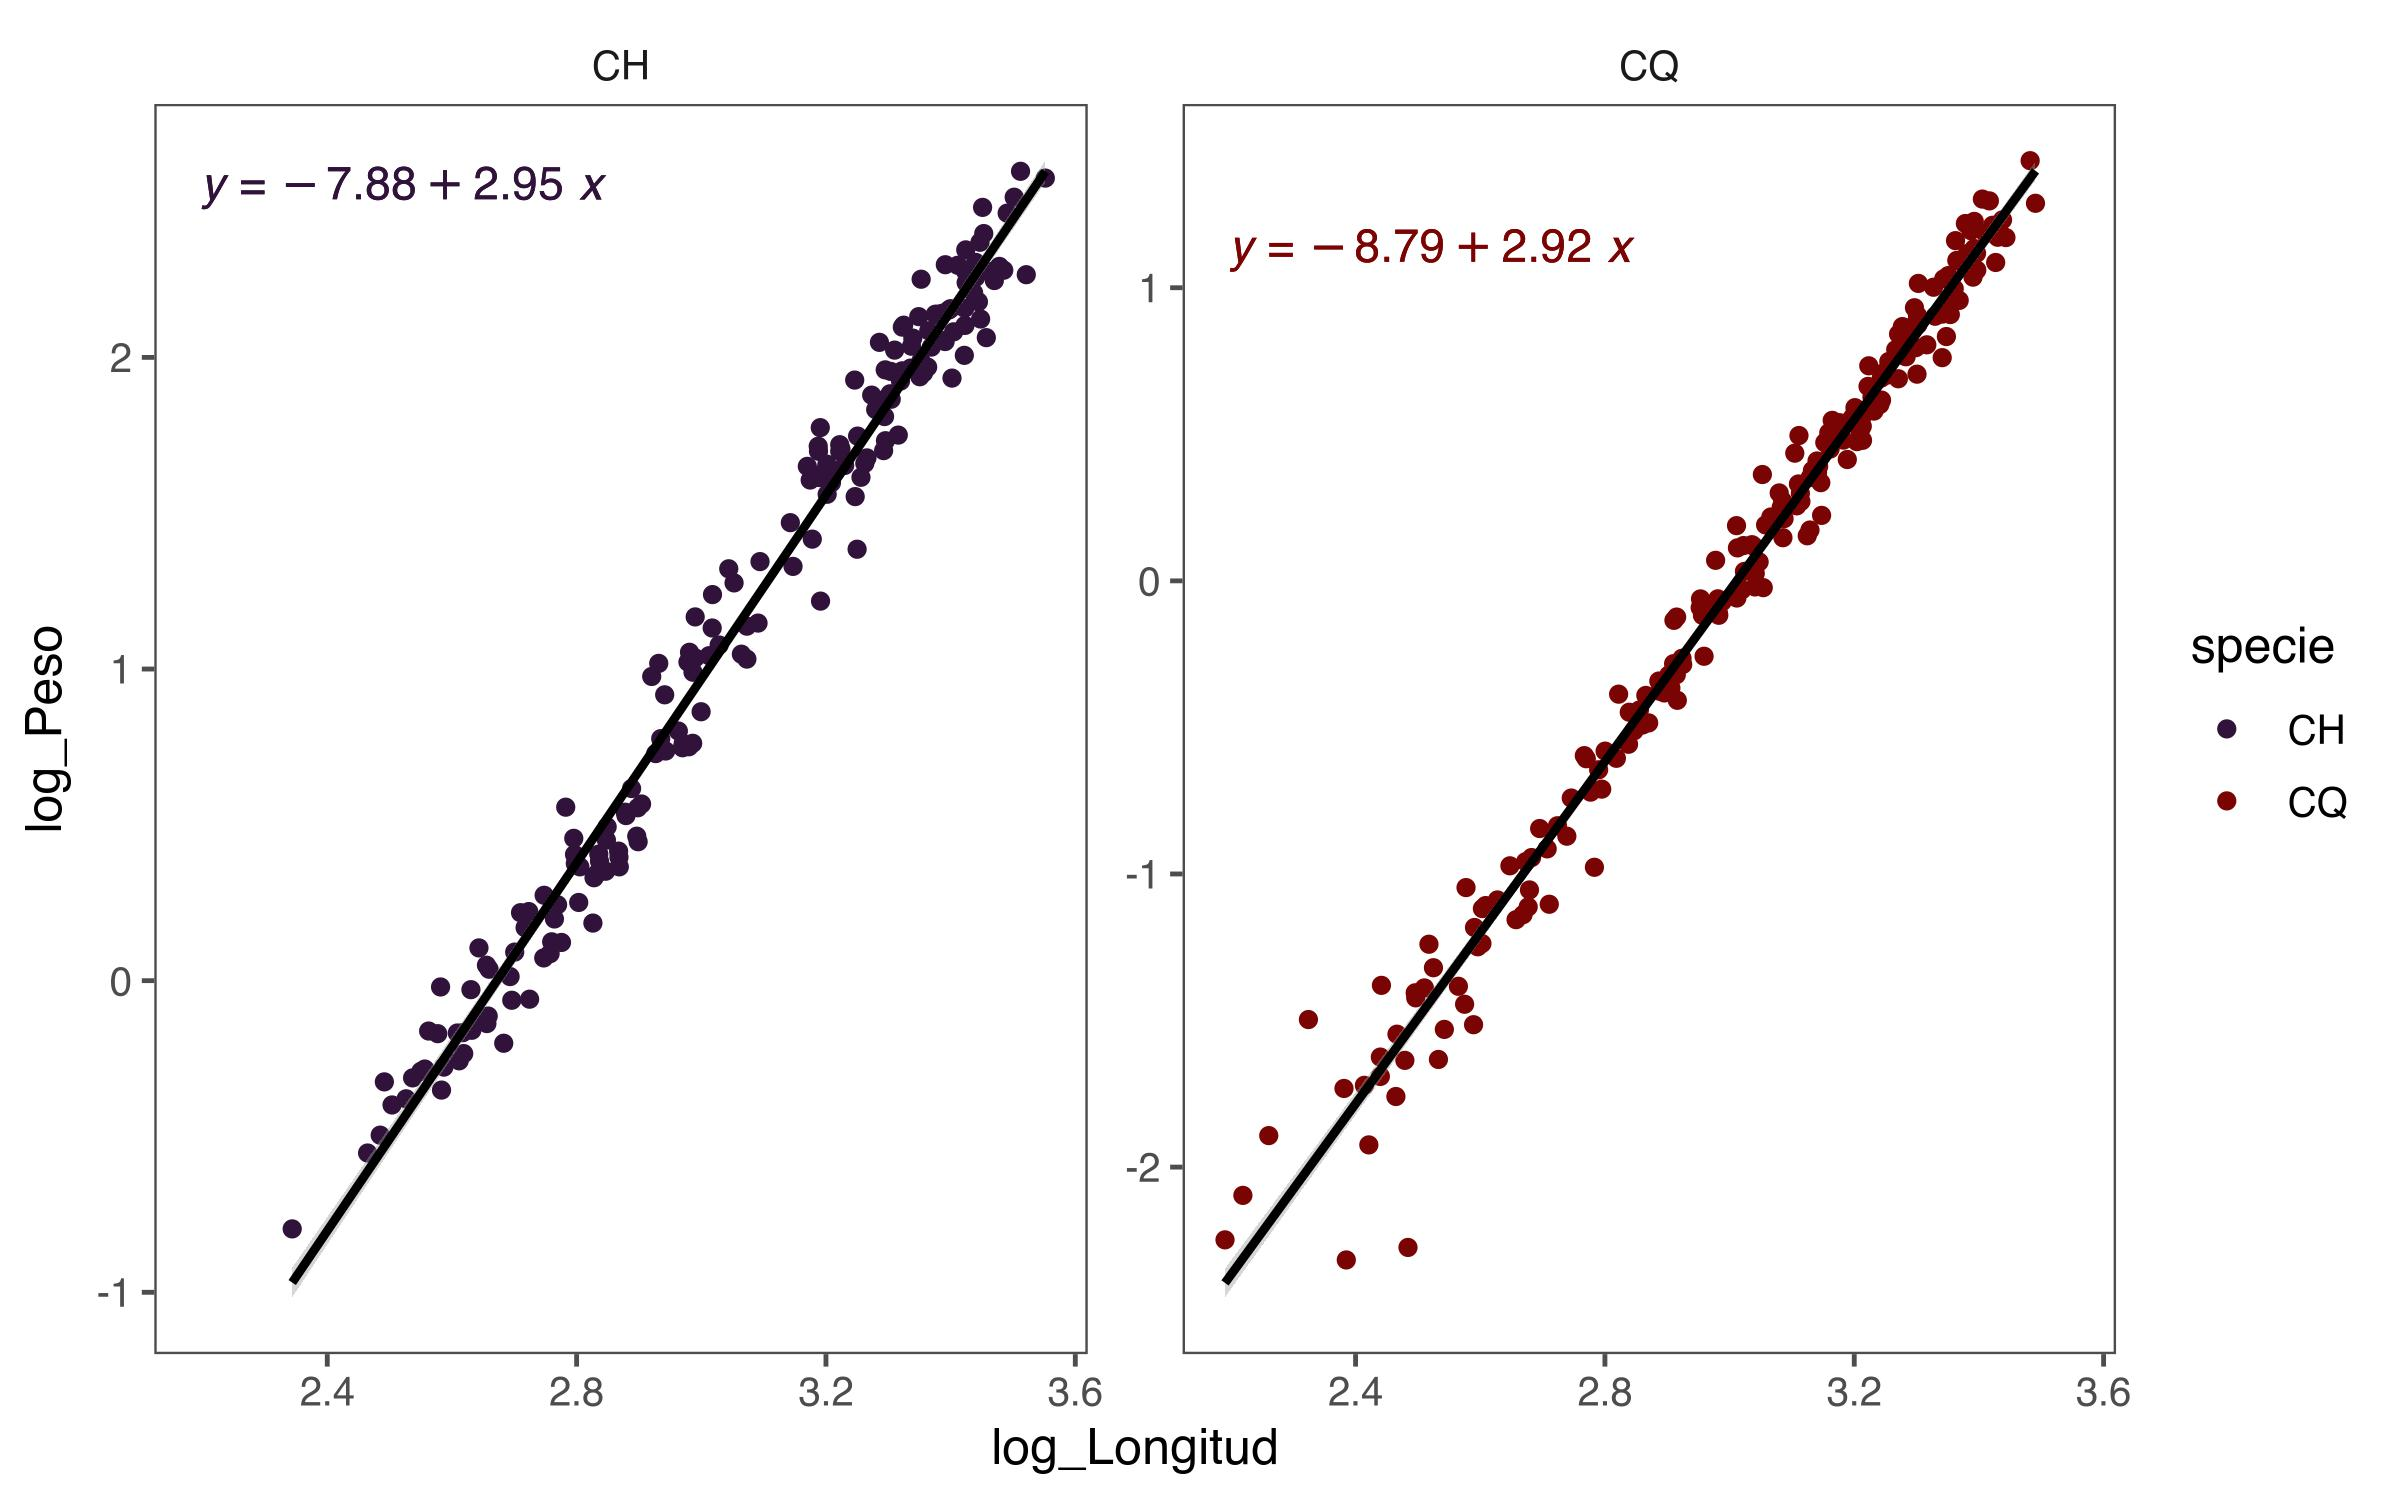 CH
CQ
y = − 7.88 + 2.95 x
y = − 8.79 + 2.92 x
2
1
0
-1
1
0
-1
-2
log_Peso
2.4 2.8 3.2 3.6
2.4 2.8 3.2 3.6
log_Longitud
specie
CH
CQ